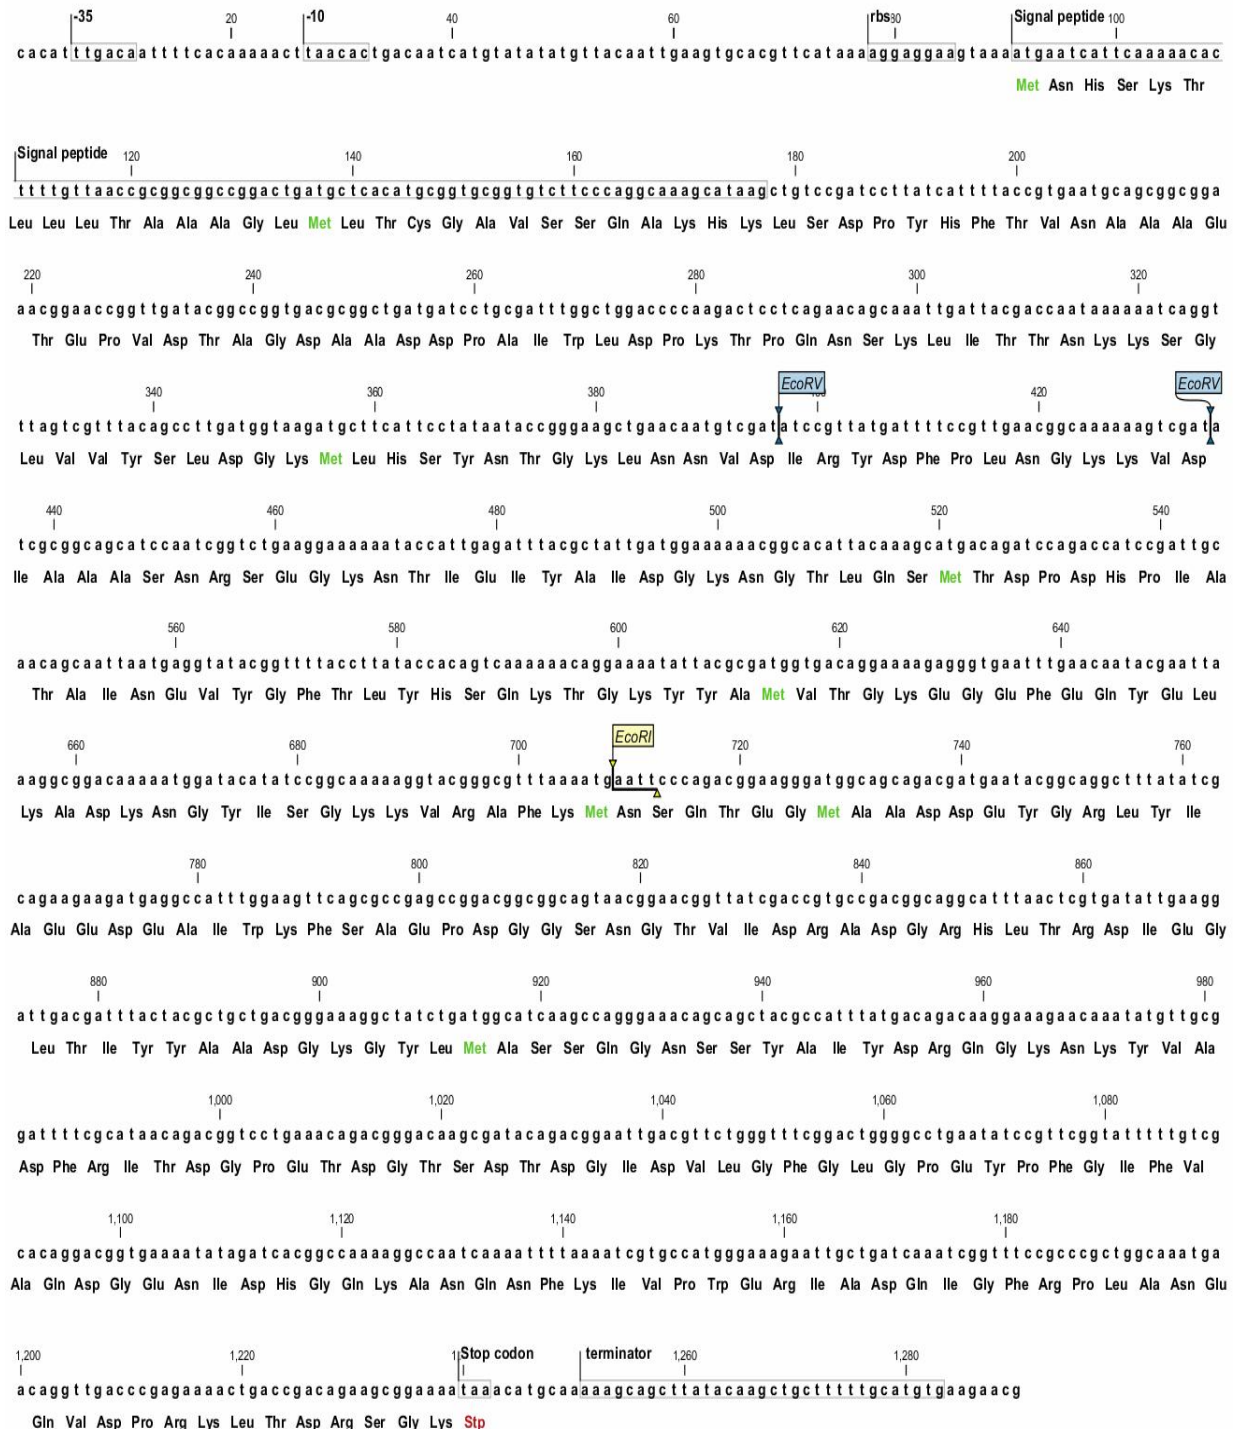 -35 20 -10 40 60 rbs 80 Signal peptide 100
cacatttgacaattttcacaaaaacttaacactgacaatcatgtatatatgttacaattgaagtgcacgttcataaaaggaggaagtaaaatgaatcattcaaaaacac
Met Asn His Ser Lys Thr
Signal peptide 120 140 160 180 200
ttttgttaaccgcggcggccggactgatgctcacatgcggtgcggtgtcttcccaggcaaagcataagctgtccgatccttatcattttaccgtgaatgcagcggcgga
Leu Leu Leu Thr Ala Ala Ala Gly Leu Met Leu Thr Cys Gly Ala Val Ser Ser Gln Ala Lys His Lys Leu Ser Asp Pro Tyr His Phe Thr Val Asn Ala Ala Ala Glu
220 240 260 280 300 320
aacggaaccggttgatacggccggtgacgcggctgatgatcctgcgatttggctggaccccaagactcctcagaacagcaaattgattacgaccaataaaaaatcaggt
Thr Glu Pro Val Asp Thr Ala Gly Asp Ala Ala Asp Asp Pro Ala Ile Trp Leu Asp Pro Lys Thr Pro Gln Asn Ser Lys Leu Ile Thr Thr Asn Lys Lys Ser Gly
EcoRV EcoRV
340 360 380 400 420
ttagtcgtttacagccttgatggtaagatgcttcattcctataataccgggaagctgaacaatgtcgatatccgttatgattttccgttgaacggcaaaaaagtcgata
Leu Val Val Tyr Ser Leu Asp Gly Lys Met Leu His Ser Tyr Asn Thr Gly Lys Leu Asn Asn Val Asp Ile Arg Tyr Asp Phe Pro Leu Asn Gly Lys Lys Val Asp
440 460 480 500 520 540
tcgcggcagcatccaatcggtctgaaggaaaaaataccattgagatttacgctattgatggaaaaaacggcacattacaaagcatgacagatccagaccatccgattgc
Ile Ala Ala Ala Ser Asn Arg Ser Glu Gly Lys Asn Thr Ile Glu Ile Tyr Ala Ile Asp Gly Lys Asn Gly Thr Leu Gln Ser Met Thr Asp Pro Asp His Pro Ile Ala
560 580 600 620 640
aacagcaattaatgaggtatacggttttaccttataccacagtcaaaaaacaggaaaatattacgcgatggtgacaggaaaagagggtgaatttgaacaatacgaatta
Thr Ala Ile Asn Glu Val Tyr Gly Phe Thr Leu Tyr His Ser Gln Lys Thr Gly Lys Tyr Tyr Ala Met Val Thr Gly Lys Glu Gly Glu Phe Glu Gln Tyr Glu Leu
EcoRI
660 680 700 720 740 760
aaggcggacaaaaatggatacatatccggcaaaaaggtacgggcgtttaaaatgaattcccagacggaagggatggcagcagacgatgaatacggcaggctttatatcg
Lys Ala Asp Lys Asn Gly Tyr Ile Ser Gly Lys Lys Val Arg Ala Phe Lys Met Asn Ser Gln Thr Glu Gly Met Ala Ala Asp Asp Glu Tyr Gly Arg Leu Tyr Ile
780 800 820 840 860
cagaagaagatgaggccatttggaagttcagcgccgagccggacggcggcagtaacggaacggttatcgaccgtgccgacggcaggcatttaactcgtgatattgaagg
Ala Glu Glu Asp Glu Ala Ile Trp Lys Phe Ser Ala Glu Pro Asp Gly Gly Ser Asn Gly Thr Val Ile Asp Arg Ala Asp Gly Arg His Leu Thr Arg Asp Ile Glu Gly
880 900 920 940 960 980
attgacgatttactacgctgctgacgggaaaggctatctgatggcatcaagccagggaaacagcagctacgccatttatgacagacaaggaaagaacaaatatgttgcg
Leu Thr Ile Tyr Tyr Ala Ala Asp Gly Lys Gly Tyr Leu Met Ala Ser Ser Gln Gly Asn Ser Ser Tyr Ala Ile Tyr Asp Arg Gln Gly Lys Asn Lys Tyr Val Ala
1,000 1,020 1,040 1,060 1,080
gattttcgcataacagacggtcctgaaacagacgggacaagcgatacagacggaattgacgttctgggtttcggactggggcctgaatatccgttcggtatttttgtcg
Asp Phe Arg Ile Thr Asp Gly Pro Glu Thr Asp Gly Thr Ser Asp Thr Asp Gly Ile Asp Val Leu Gly Phe Gly Leu Gly Pro Glu Tyr Pro Phe Gly Ile Phe Val
1,100 1,120 1,140 1,160 1,180
cacaggacggtgaaaatatagatcacggccaaaaggccaatcaaaattttaaaatcgtgccatgggaaagaattgctgatcaaatcggtttccgcccgctggcaaatga
Ala Gln Asp Gly Glu Asn Ile Asp His Gly Gln Lys Ala Asn Gln Asn Phe Lys Ile Val Pro Trp Glu Arg Ile Ala Asp Gln Ile Gly Phe Arg Pro Leu Ala Asn Glu
1,200 1,220 Stop codon terminator 1,260 1,280
acaggttgacccgagaaaactgaccgacagaagcggaaaataaacatgcaaaaagcagcttatacaagctgctttttgcatgtgaagaacg
Gln Val Asp Pro Arg Lys Leu Thr Asp Arg Ser Gly Lys Stp